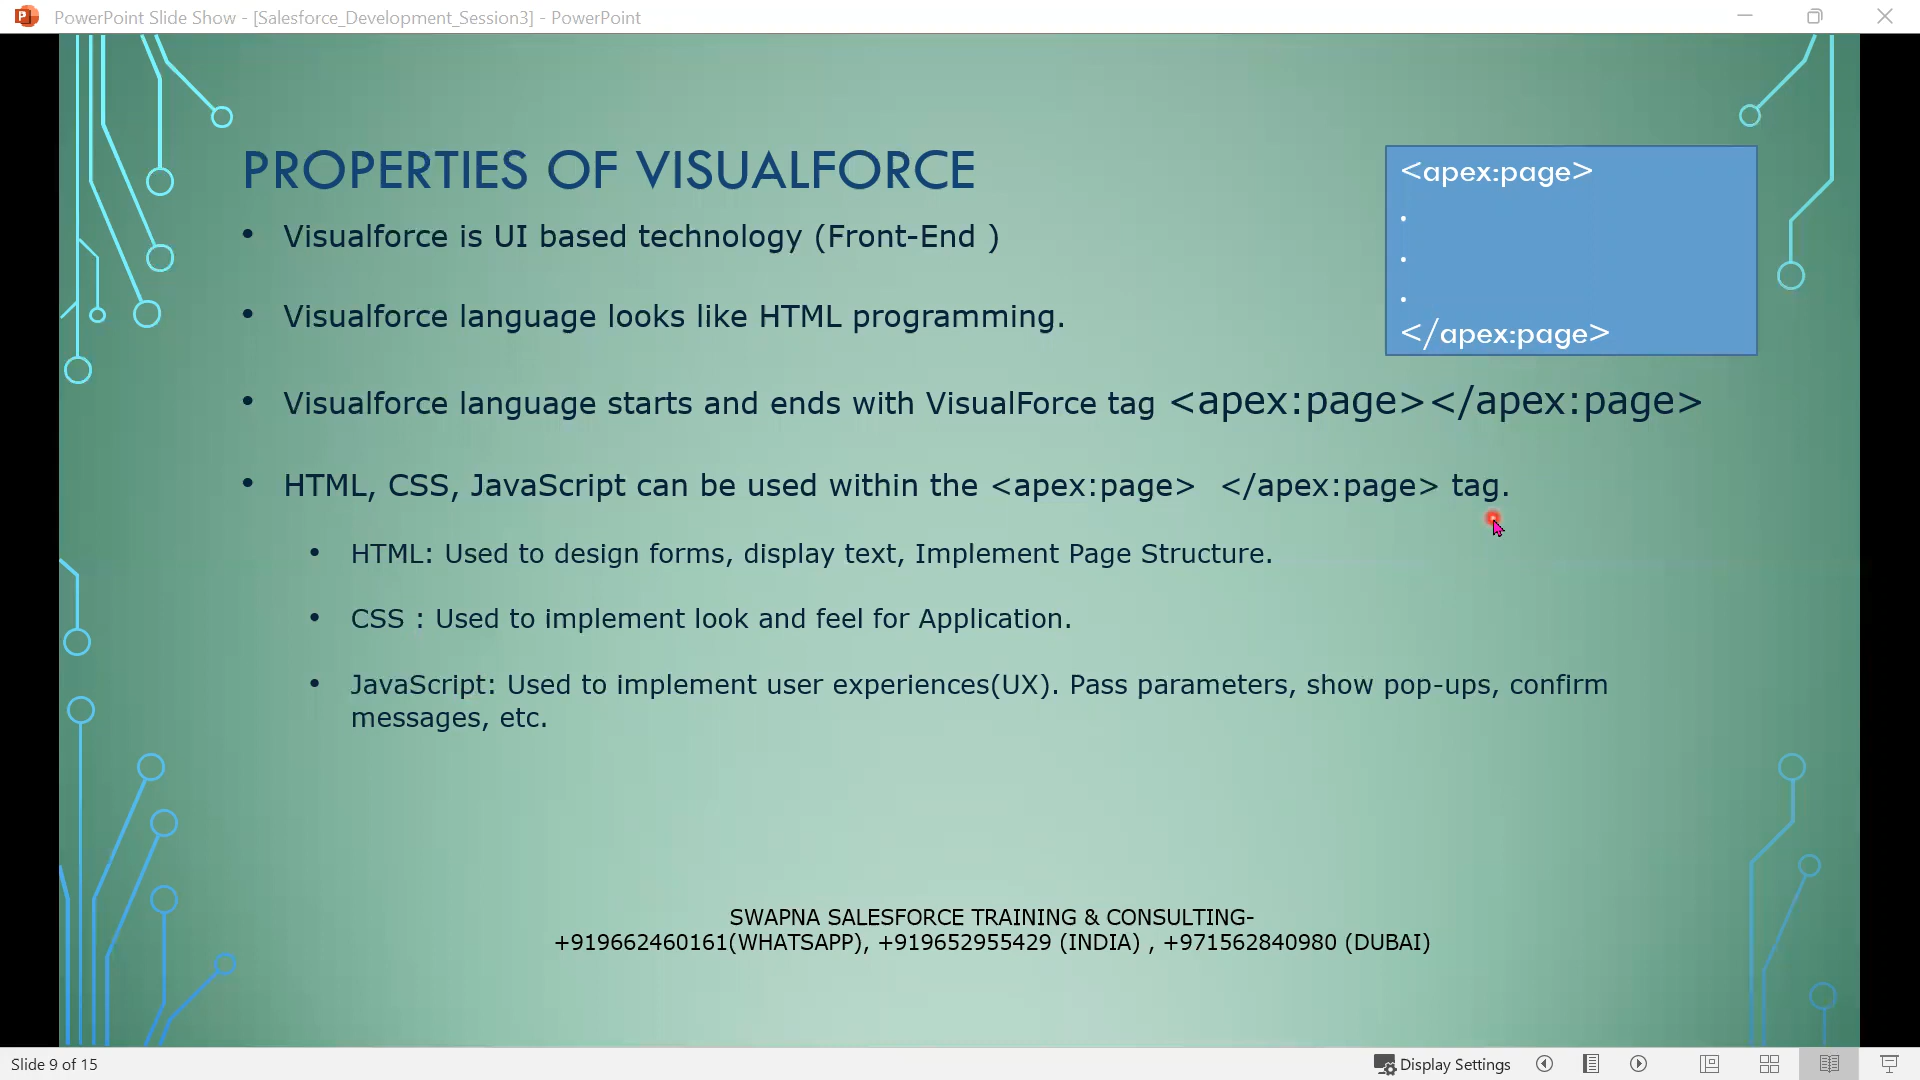 PowerPoint Slide Show - [Salesforce_Development_Session3] - PowerPoint
PROPERTIES OF VISUALFORCE
<apex:page>
.
.
.
</apex:page>
• Visualforce is UI based technology (Front-End )
• Visualforce language looks like HTML programming.
• Visualforce language starts and ends with VisualForce tag <apex:page></apex:page>
• HTML, CSS, JavaScript can be used within the <apex:page>  </apex:page> tag.
• HTML: Used to design forms, display text, Implement Page Structure.
• CSS : Used to implement look and feel for Application.
• JavaScript: Used to implement user experiences(UX). Pass parameters, show pop-ups, confirm
messages, etc.
SWAPNA SALESFORCE TRAINING & CONSULTING-
+919662460161(WHATSAPP), +919652955429 (INDIA) , +971562840980 (DUBAI)
Slide 9 of 15
Display Settings